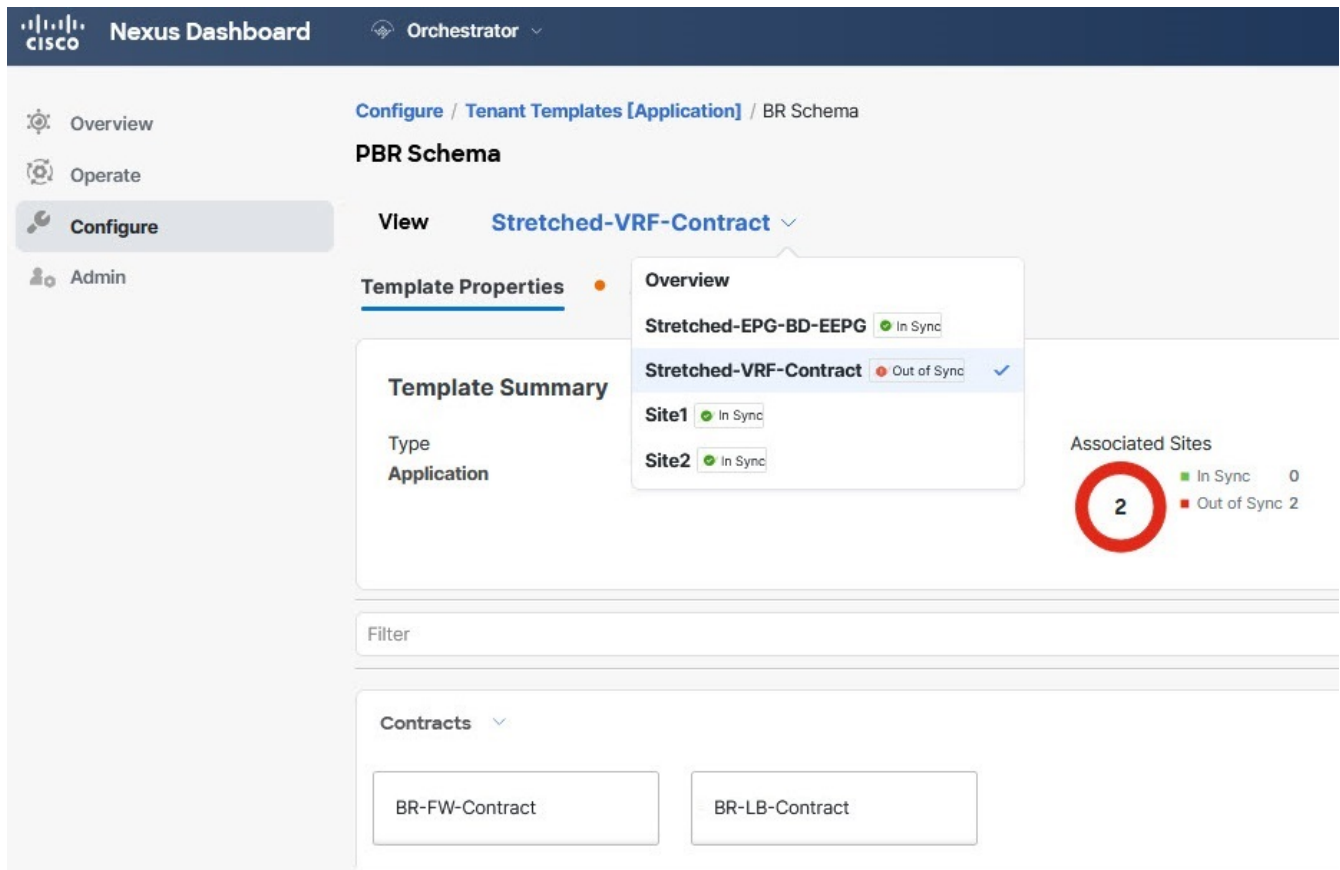 CISCO Nexus Dashboard Orchestrator
Overview
Operate
Configure
Admin
Configure / Tenant Templates [Application] / BR Schema
PBR Schema
View Stretched-VRF-Contract
Template Properties
Overview
Stretched-EPG-BD-EEPG In Sync
Stretched-VRF-Contract Out of Sync
Site1 In Sync
Site2 In Sync
Template Summary
Type
Application
Associated Sites
2
In Sync 0
Out of Sync 2
Filter
Contracts
BR-FW-Contract
BR-LB-Contract